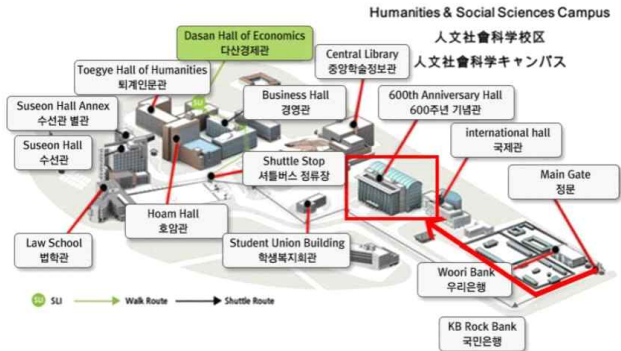 Humanities & Social Sciences Campus
人文社會科学校区
人文社會科学キャンパス
Dasan Hall of Economics
다산경제관
Central Library
중앙학술정보관
Toegye Hall of Humanities
퇴계인문관
Business Hall
경영관
600th Anniversary Hall
600주년 기념관
Suseon Hall Annex
수선관 별관
international hall
국제관
Suseon Hall
수선관
Shuttle Stop
셔틀버스 정류장
Main Gate
정문
Hoam Hall
호암관
Law School
법학관
Student Union Building
학생복지회관
Woori Bank
우리은행
KB Rock Bank
국민은행
SU
SU SLI
Walk Route
Shuttle Route